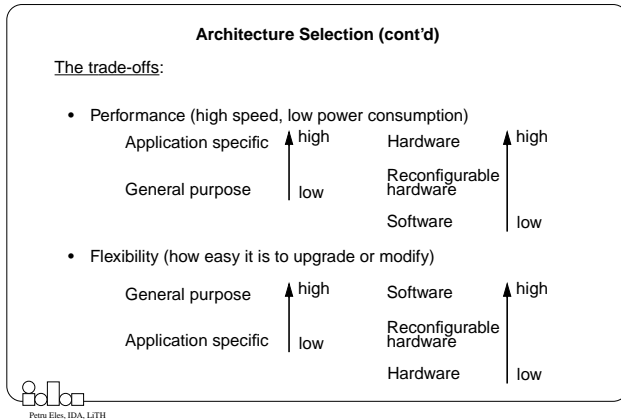 Architecture Selection (cont'd)
The trade-offs:
• Performance (high speed, low power consumption)
Application specific high Hardware high
General purpose low Reconfigurable
hardware
Software low
• Flexibility (how easy it is to upgrade or modify)
General purpose high Software high
Application specific low Reconfigurable
hardware
Hardware low
Petru Eles, IDA, LiTH